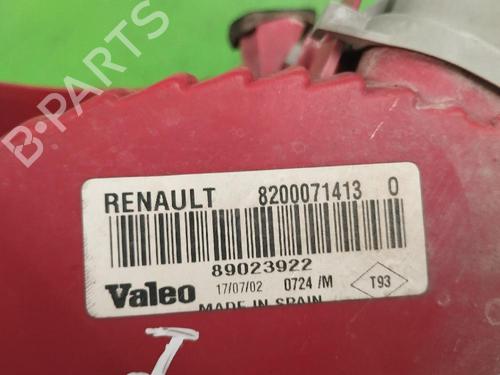 B-PARTS
RENAULT 8200071413 0
89023922
Valeo 17/07/02 0724 /M T93
MADE IN SPAIN